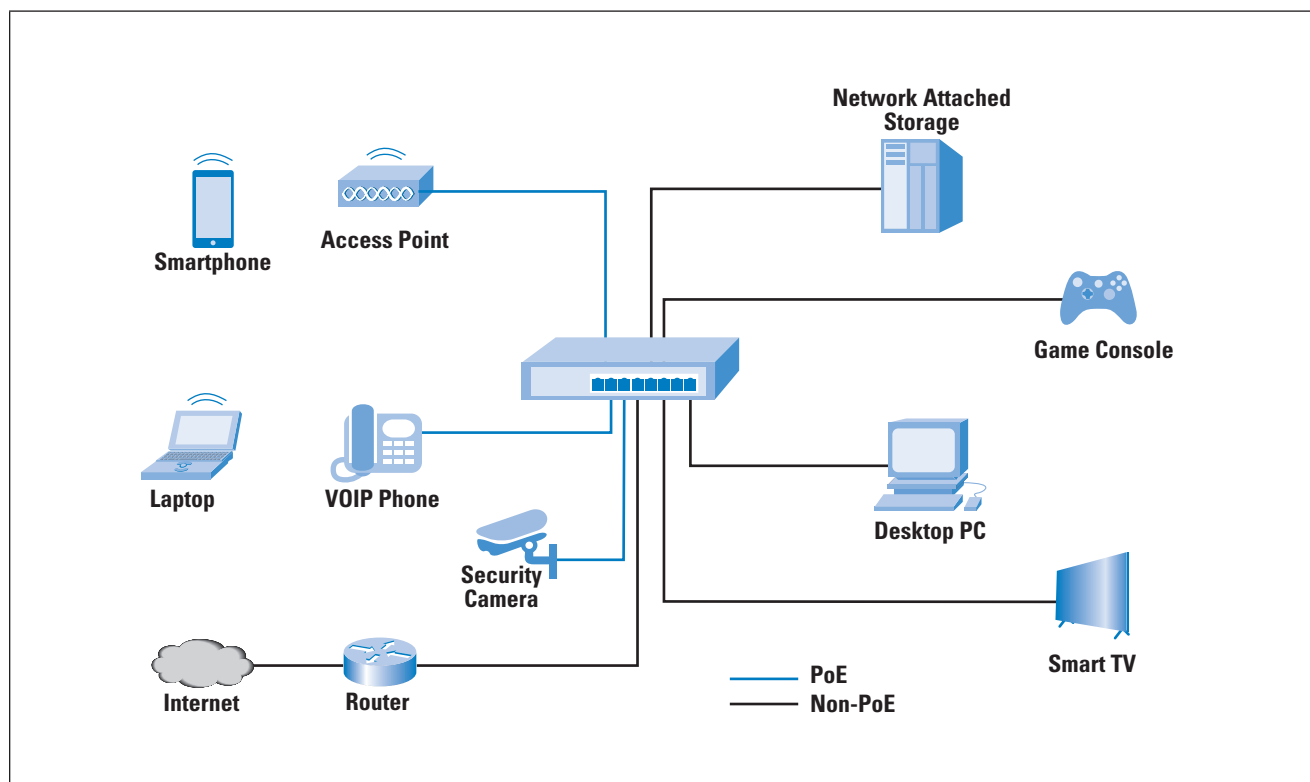 Network Attached
Storage
Smartphone
Access Point
Game Console
Laptop
VOIP Phone
Desktop PC
Security
Camera
Internet
Router
Smart TV
PoE
Non-PoE